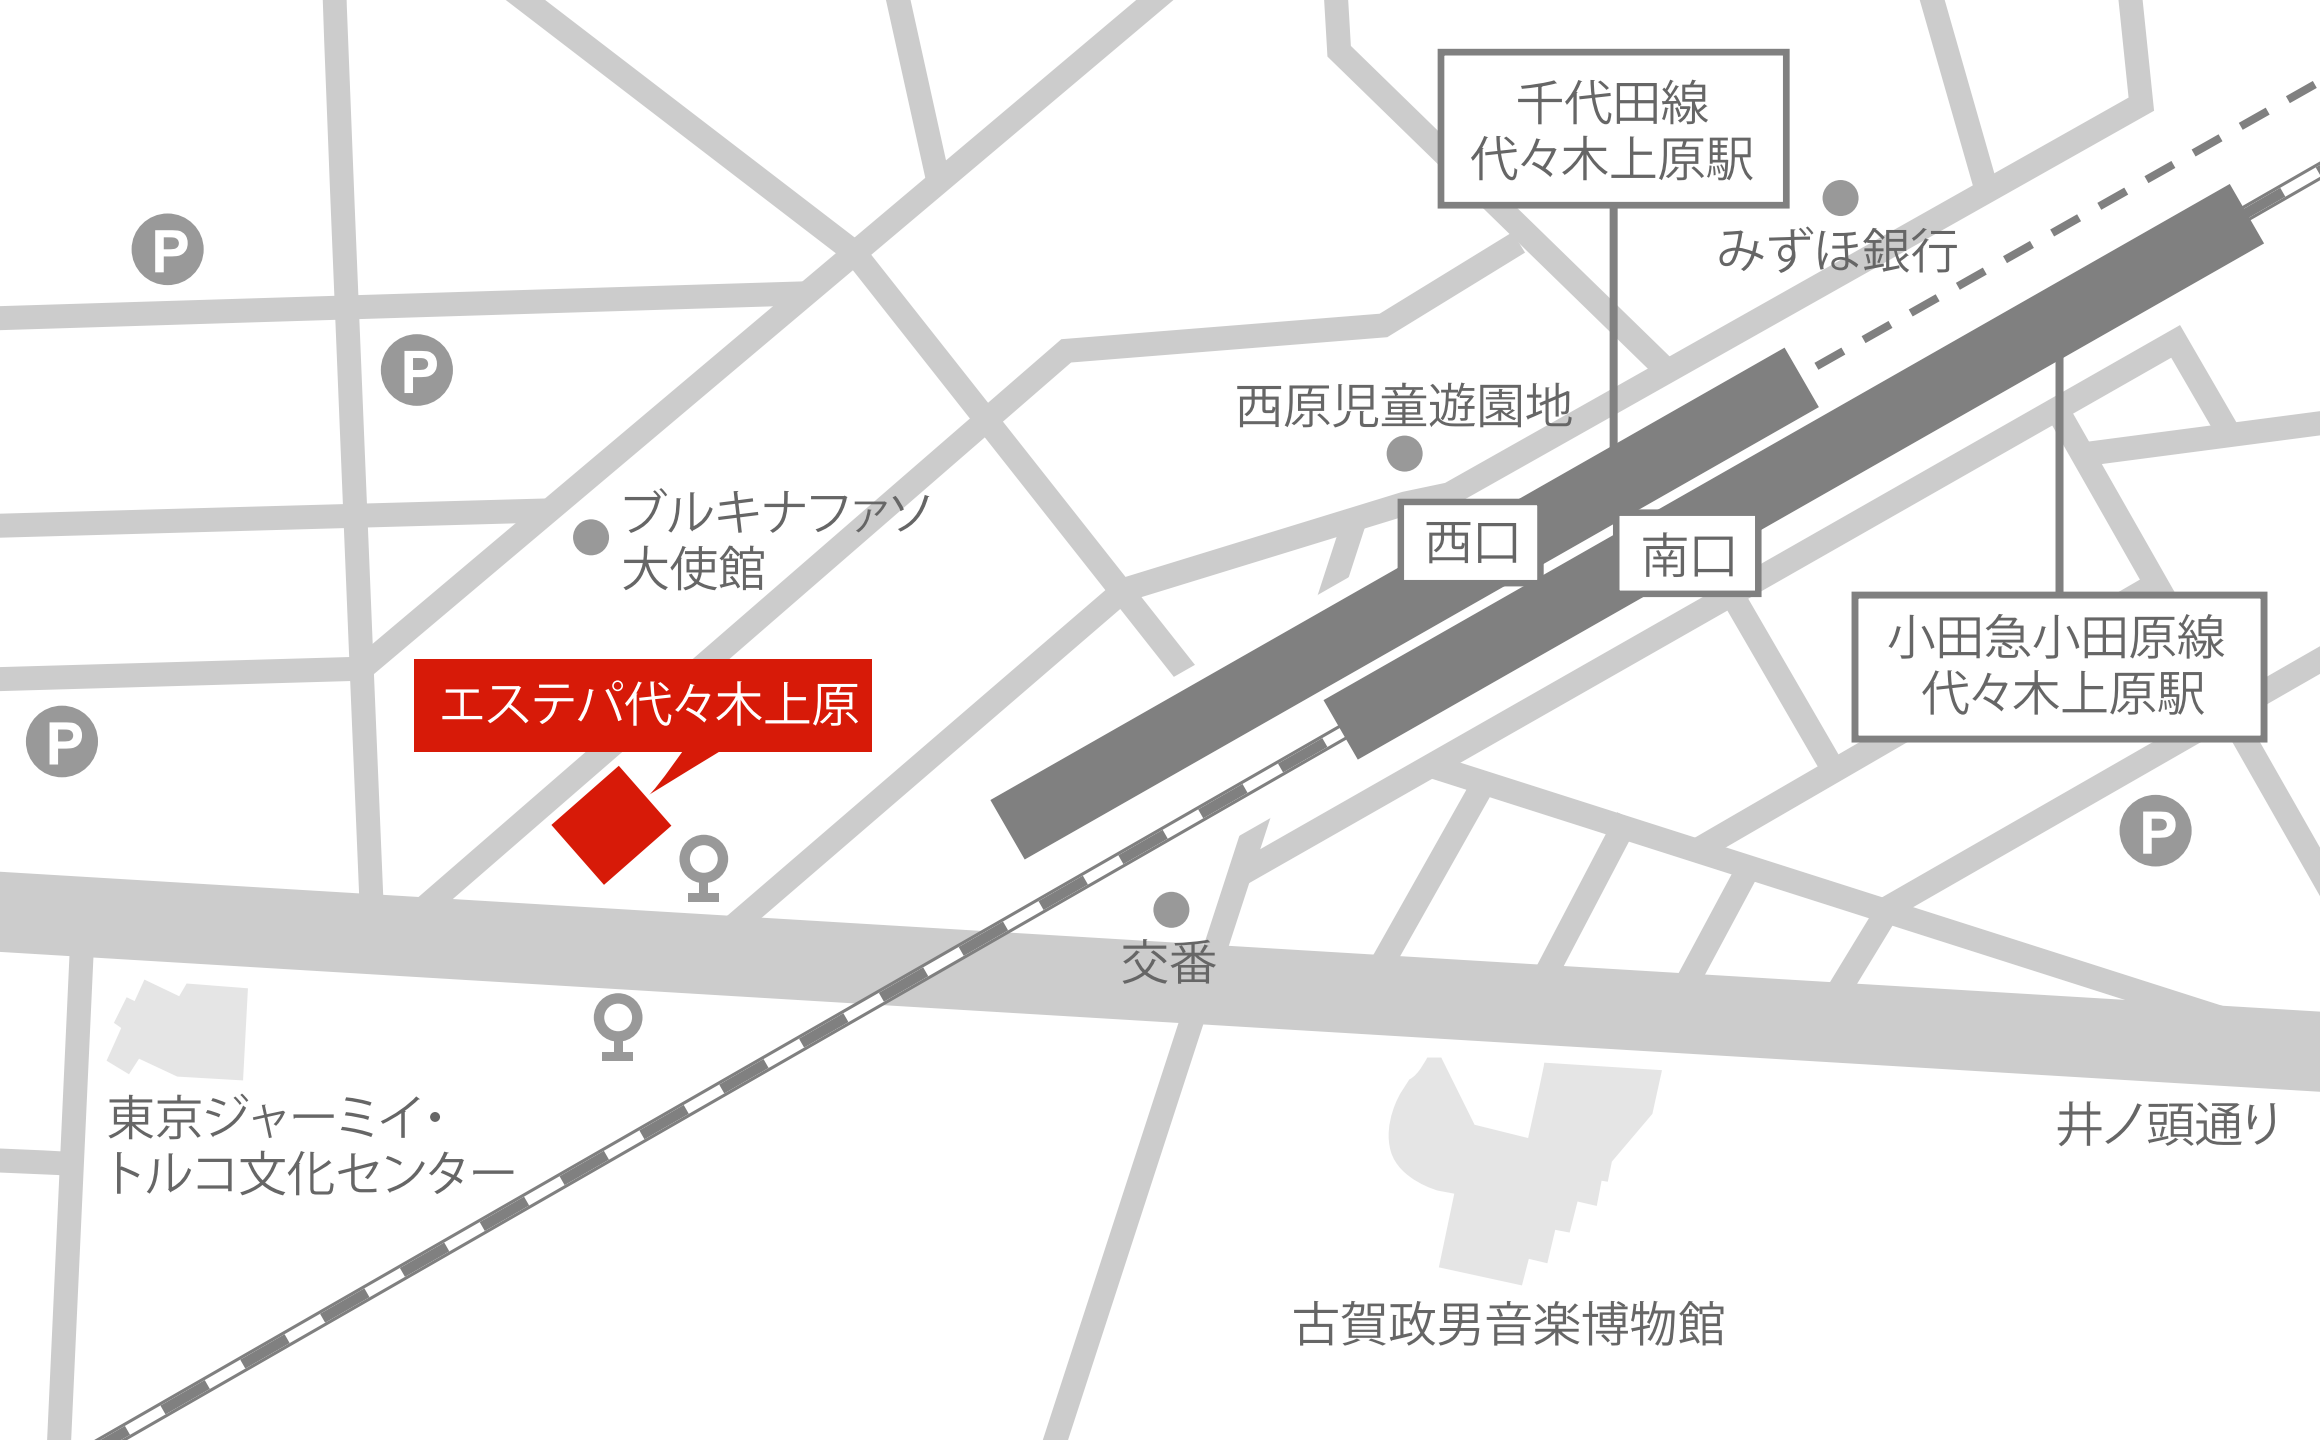 千代田線
代々木上原駅
P
みずほ銀行
P
西原児童遊園地
ブルキナファソ
大使館
西口
南口
小田急小田原線
代々木上原駅
エステパ代々木上原
P
P
交番
東京ジャーミイ・
トルコ文化センター
井ノ頭通り
古賀政男音楽博物館